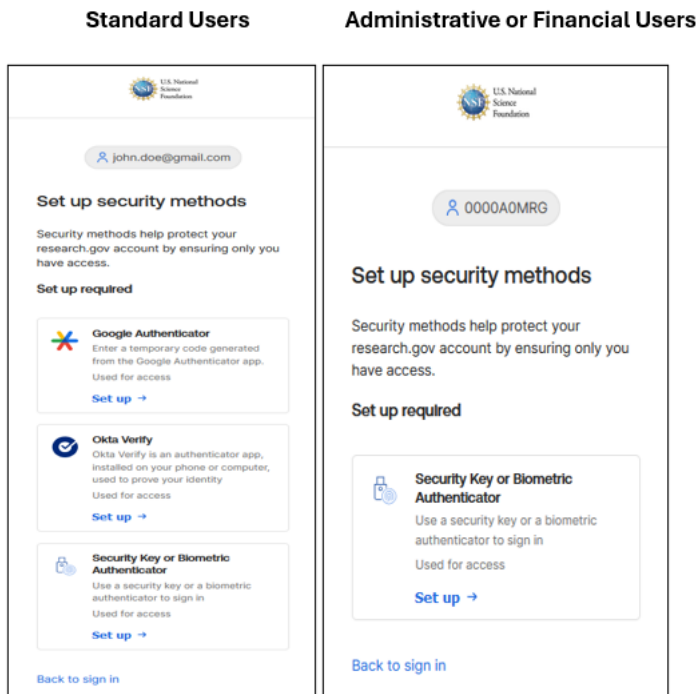 Standard Users
Administrative or Financial Users
NSF
U.S. National
Science
Foundation
john.doe@gmail.com
Set up security methods
Security methods help protect your
research.gov account by ensuring only you
have access.
Set up required
Google Authenticator
Enter a temporary code generated
from the Google Authenticator app.
Used for access
Set up →
Okta Verify
Okta Verify is an authenticator app,
installed on your phone or computer,
used to prove your identity
Used for access
Set up →
Security Key or Biometric
Authenticator
Use a security key or a biometric
authenticator to sign in
Used for access
Set up →
Back to sign in
NSF
U.S. National
Science
Foundation
0000A0MRG
Set up security methods
Security methods help protect your
research.gov account by ensuring only you
have access.
Set up required
Security Key or Biometric
Authenticator
Use a security key or a biometric
authenticator to sign in
Used for access
Set up →
Back to sign in